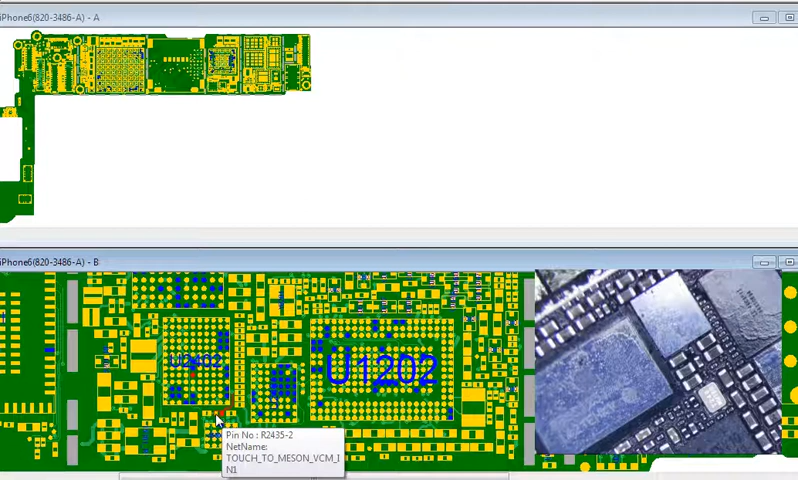 iPhone6(820-3486-A) - A
iPhone6(820-3486-A) - B
U2402
U1202
Pin No : R2435-2
NetName:
TOUCH_TO_MESON_VCM_I
N1